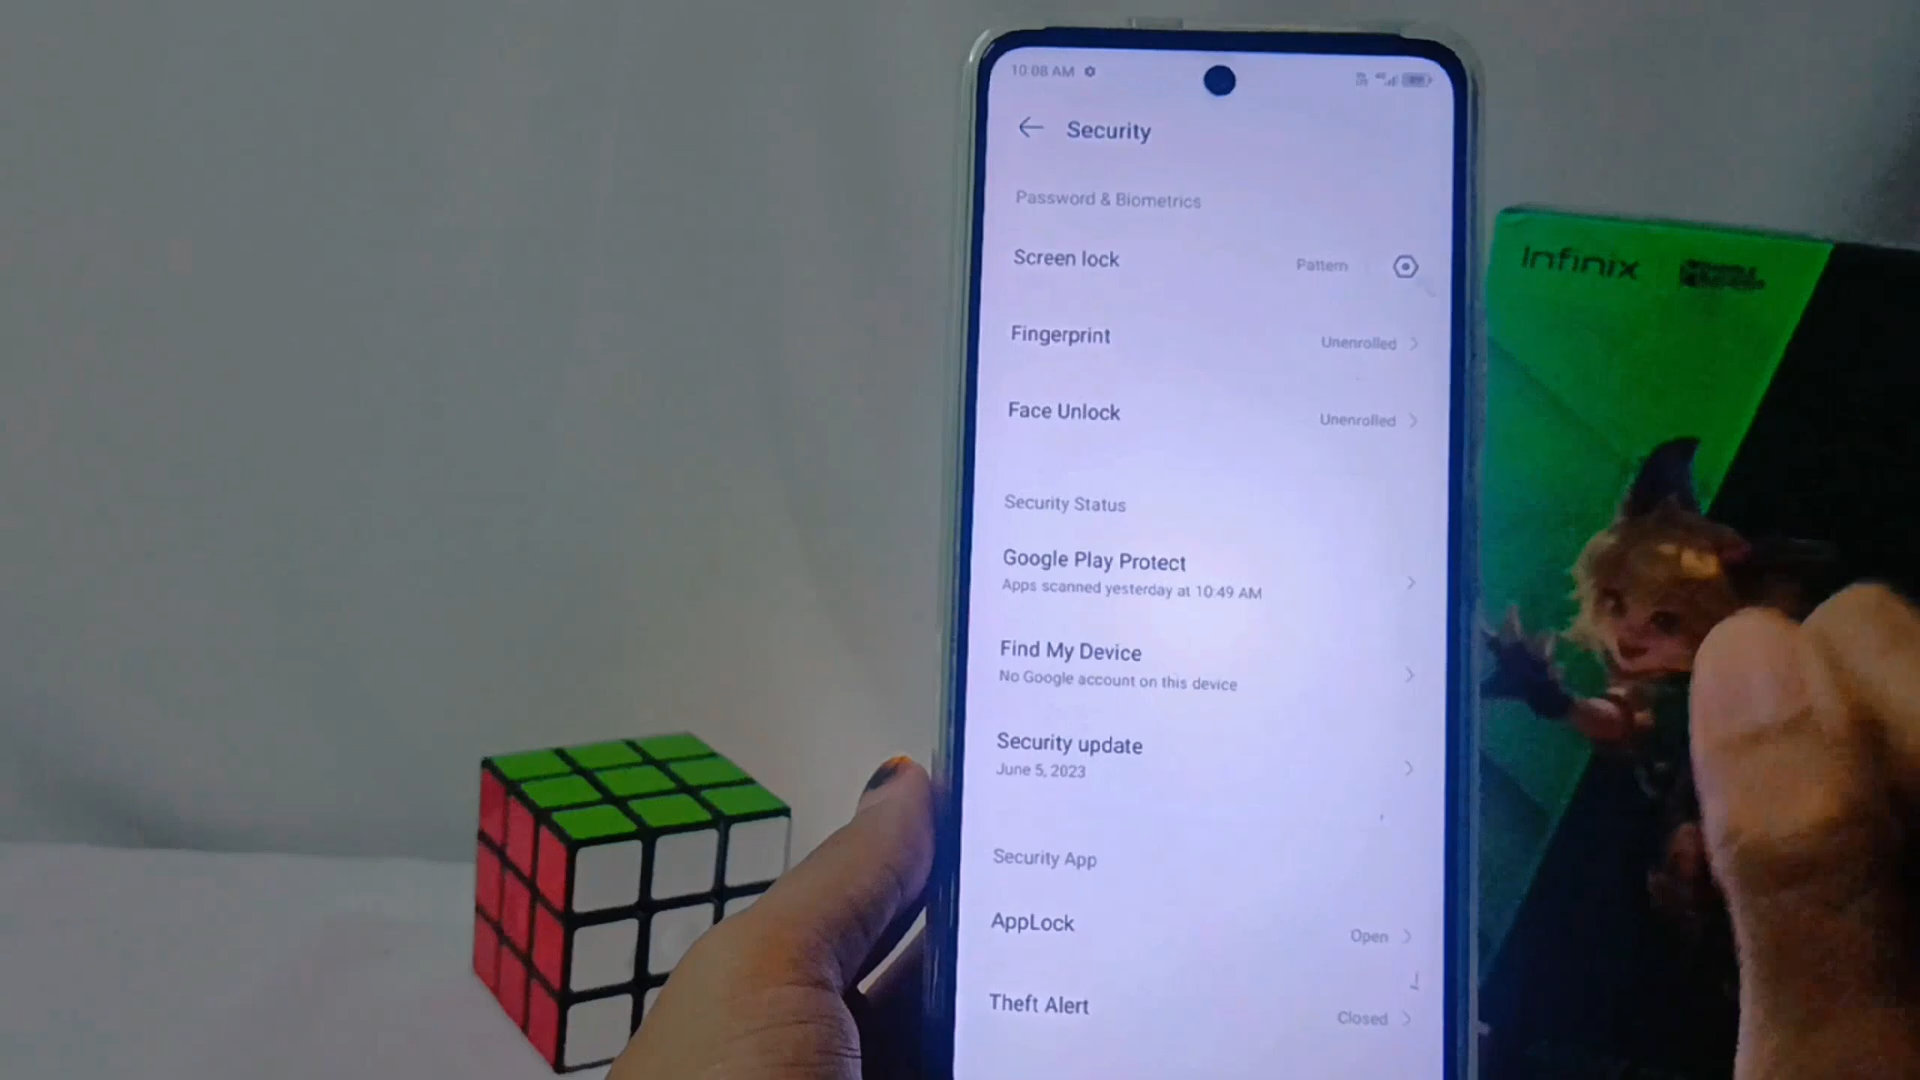 10:08 AM
Security
Password & Biometrics
Screen lock Pattern
Fingerprint Unenrolled
Face Unlock Unenrolled
Security Status
Google Play Protect
Apps scanned yesterday at 10:49 AM
Find My Device
No Google account on this device
Security update
June 5, 2023
Security App
AppLock Open
Theft Alert Closed
Infinix